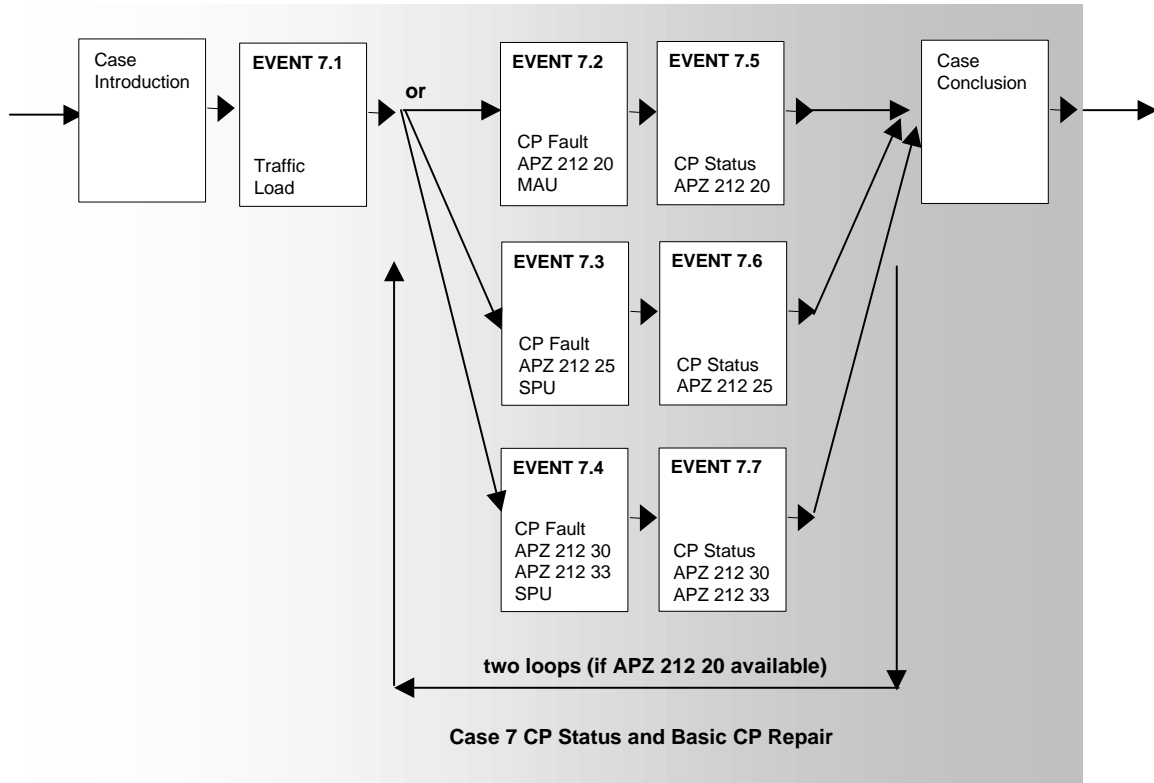 Case
Introduction
EVENT 7.1
Traffic
Load
or
EVENT 7.2
CP Fault
APZ 212 20
MAU
EVENT 7.5
CP Status
APZ 212 20
Case
Conclusion
EVENT 7.3
CP Fault
APZ 212 25
SPU
EVENT 7.6
CP Status
APZ 212 25
EVENT 7.4
CP Fault
APZ 212 30
APZ 212 33
SPU
EVENT 7.7
CP Status
APZ 212 30
APZ 212 33
two loops (if APZ 212 20 available)
Case 7 CP Status and Basic CP Repair